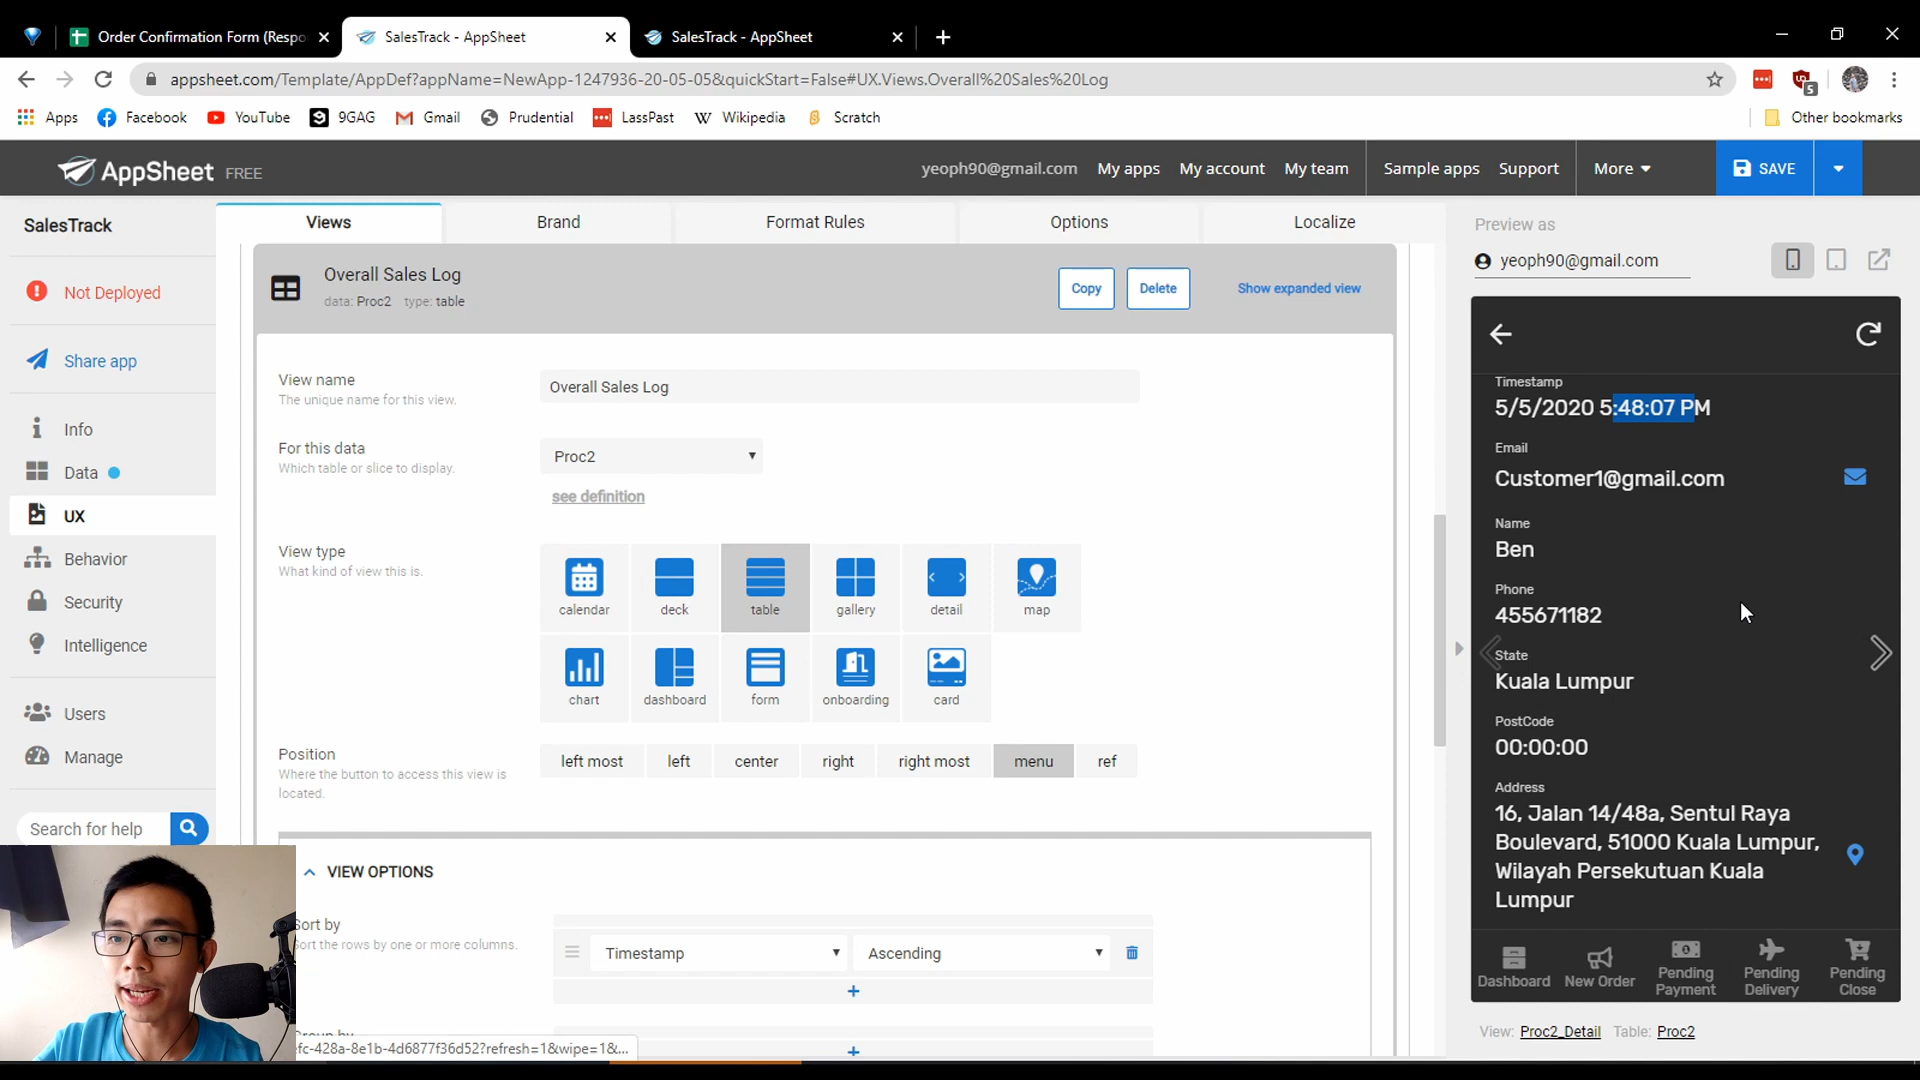 Order Confirmation Form (Respo
SalesTrack - AppSheet
SalesTrack - AppSheet
appsheet.com/Template/AppDef?appName=NewApp-1247936-20-05-05&quickStart=False#UX.Views.Overall%20Sales%20Log
5
Apps Facebook YouTube 9GAG Gmail Prudential LassPast Wikipedia Scratch Other bookmarks
AppSheet FREE
yeoph90@gmail.com My apps My account My team Sample apps Support More SAVE
SalesTrack
Not Deployed
Share app
Info
Data
UX
Behavior
Security
Intelligence
Users
Manage
Search for help
Views Brand Format Rules Options Localize
Overall Sales Log
data: Proc2 type: table
Copy Delete Show expanded view
View name
The unique name for this view.
Overall Sales Log
For this data
Which table or slice to display.
Proc2
see definition
View type
What kind of view this is.
calendar deck table gallery detail map
chart dashboard form onboarding card
Position
Where the button to access this view is
located.
left most left center right right most menu ref
VIEW OPTIONS
Sort by
Sort the rows by one or more columns.
Timestamp Ascending
+
Group by
+
efc-428a-8e1b-4d6877f36d52?refresh=1&wipe=1&...
Preview as
yeoph90@gmail.com
Timestamp
5/5/2020 5:48:07 PM
Email
Customer1@gmail.com
Name
Ben
Phone
455671182
State
Kuala Lumpur
PostCode
00:00:00
Address
16, Jalan 14/48a, Sentul Raya
Boulevard, 51000 Kuala Lumpur,
Wilayah Persekutuan Kuala
Lumpur
Dashboard
New Order
Pending
Payment
Pending
Delivery
Pending
Close
View: Proc2_Detail Table: Proc2